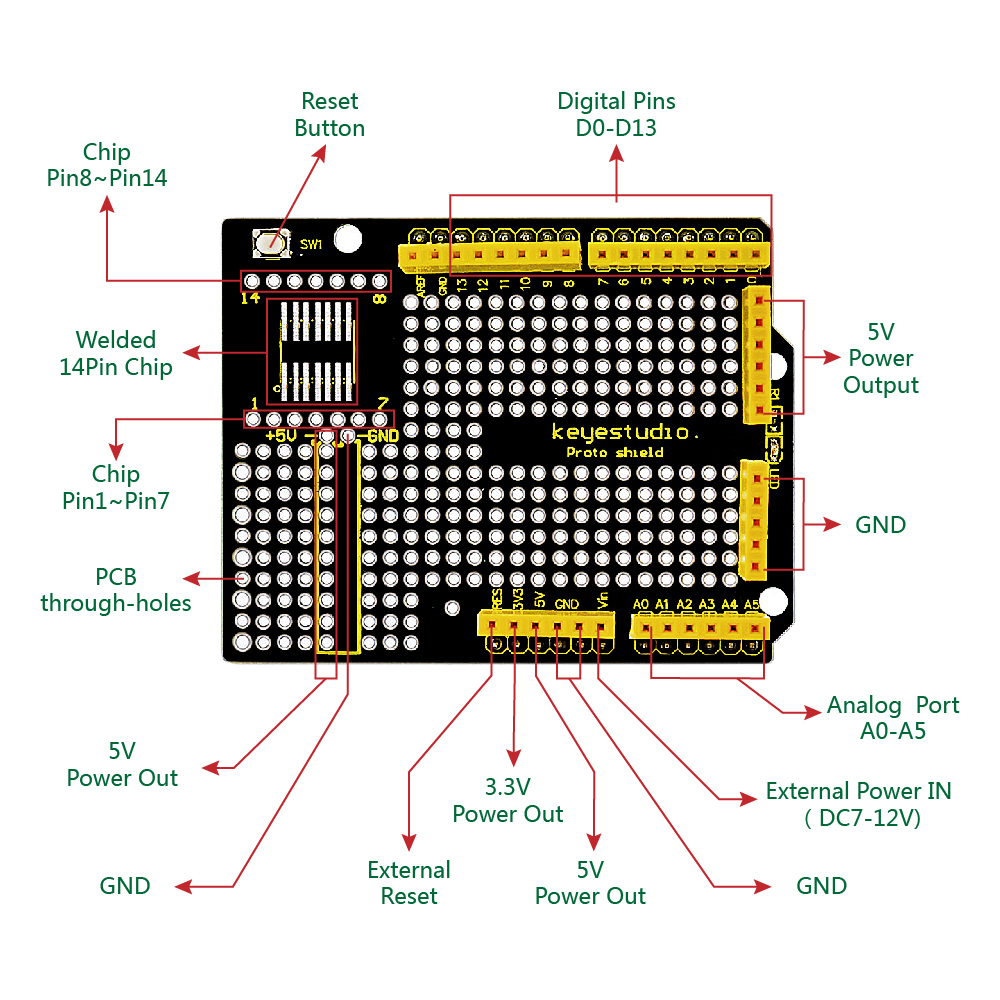 Reset
Button
Digital Pins
D0-D13
Chip
Pin8~Pin14
SW1
14
8
AREF
GND
13
12
11
10
9
8
7
6
5
4
3
2
1
0
Welded
14Pin Chip
5V
Power
Output
1
7
R1
+5V
GND
keyestudio
Proto shield
LED
Chip
Pin1~Pin7
GND
PCB
through-holes
RES
3V3
5V
GND
Vin
A0
A1
A2
A3
A4
A5
Analog Port
A0-A5
5V
Power Out
3.3V
Power Out
External Power IN
( DC7-12V)
External
Reset
5V
Power Out
GND
GND